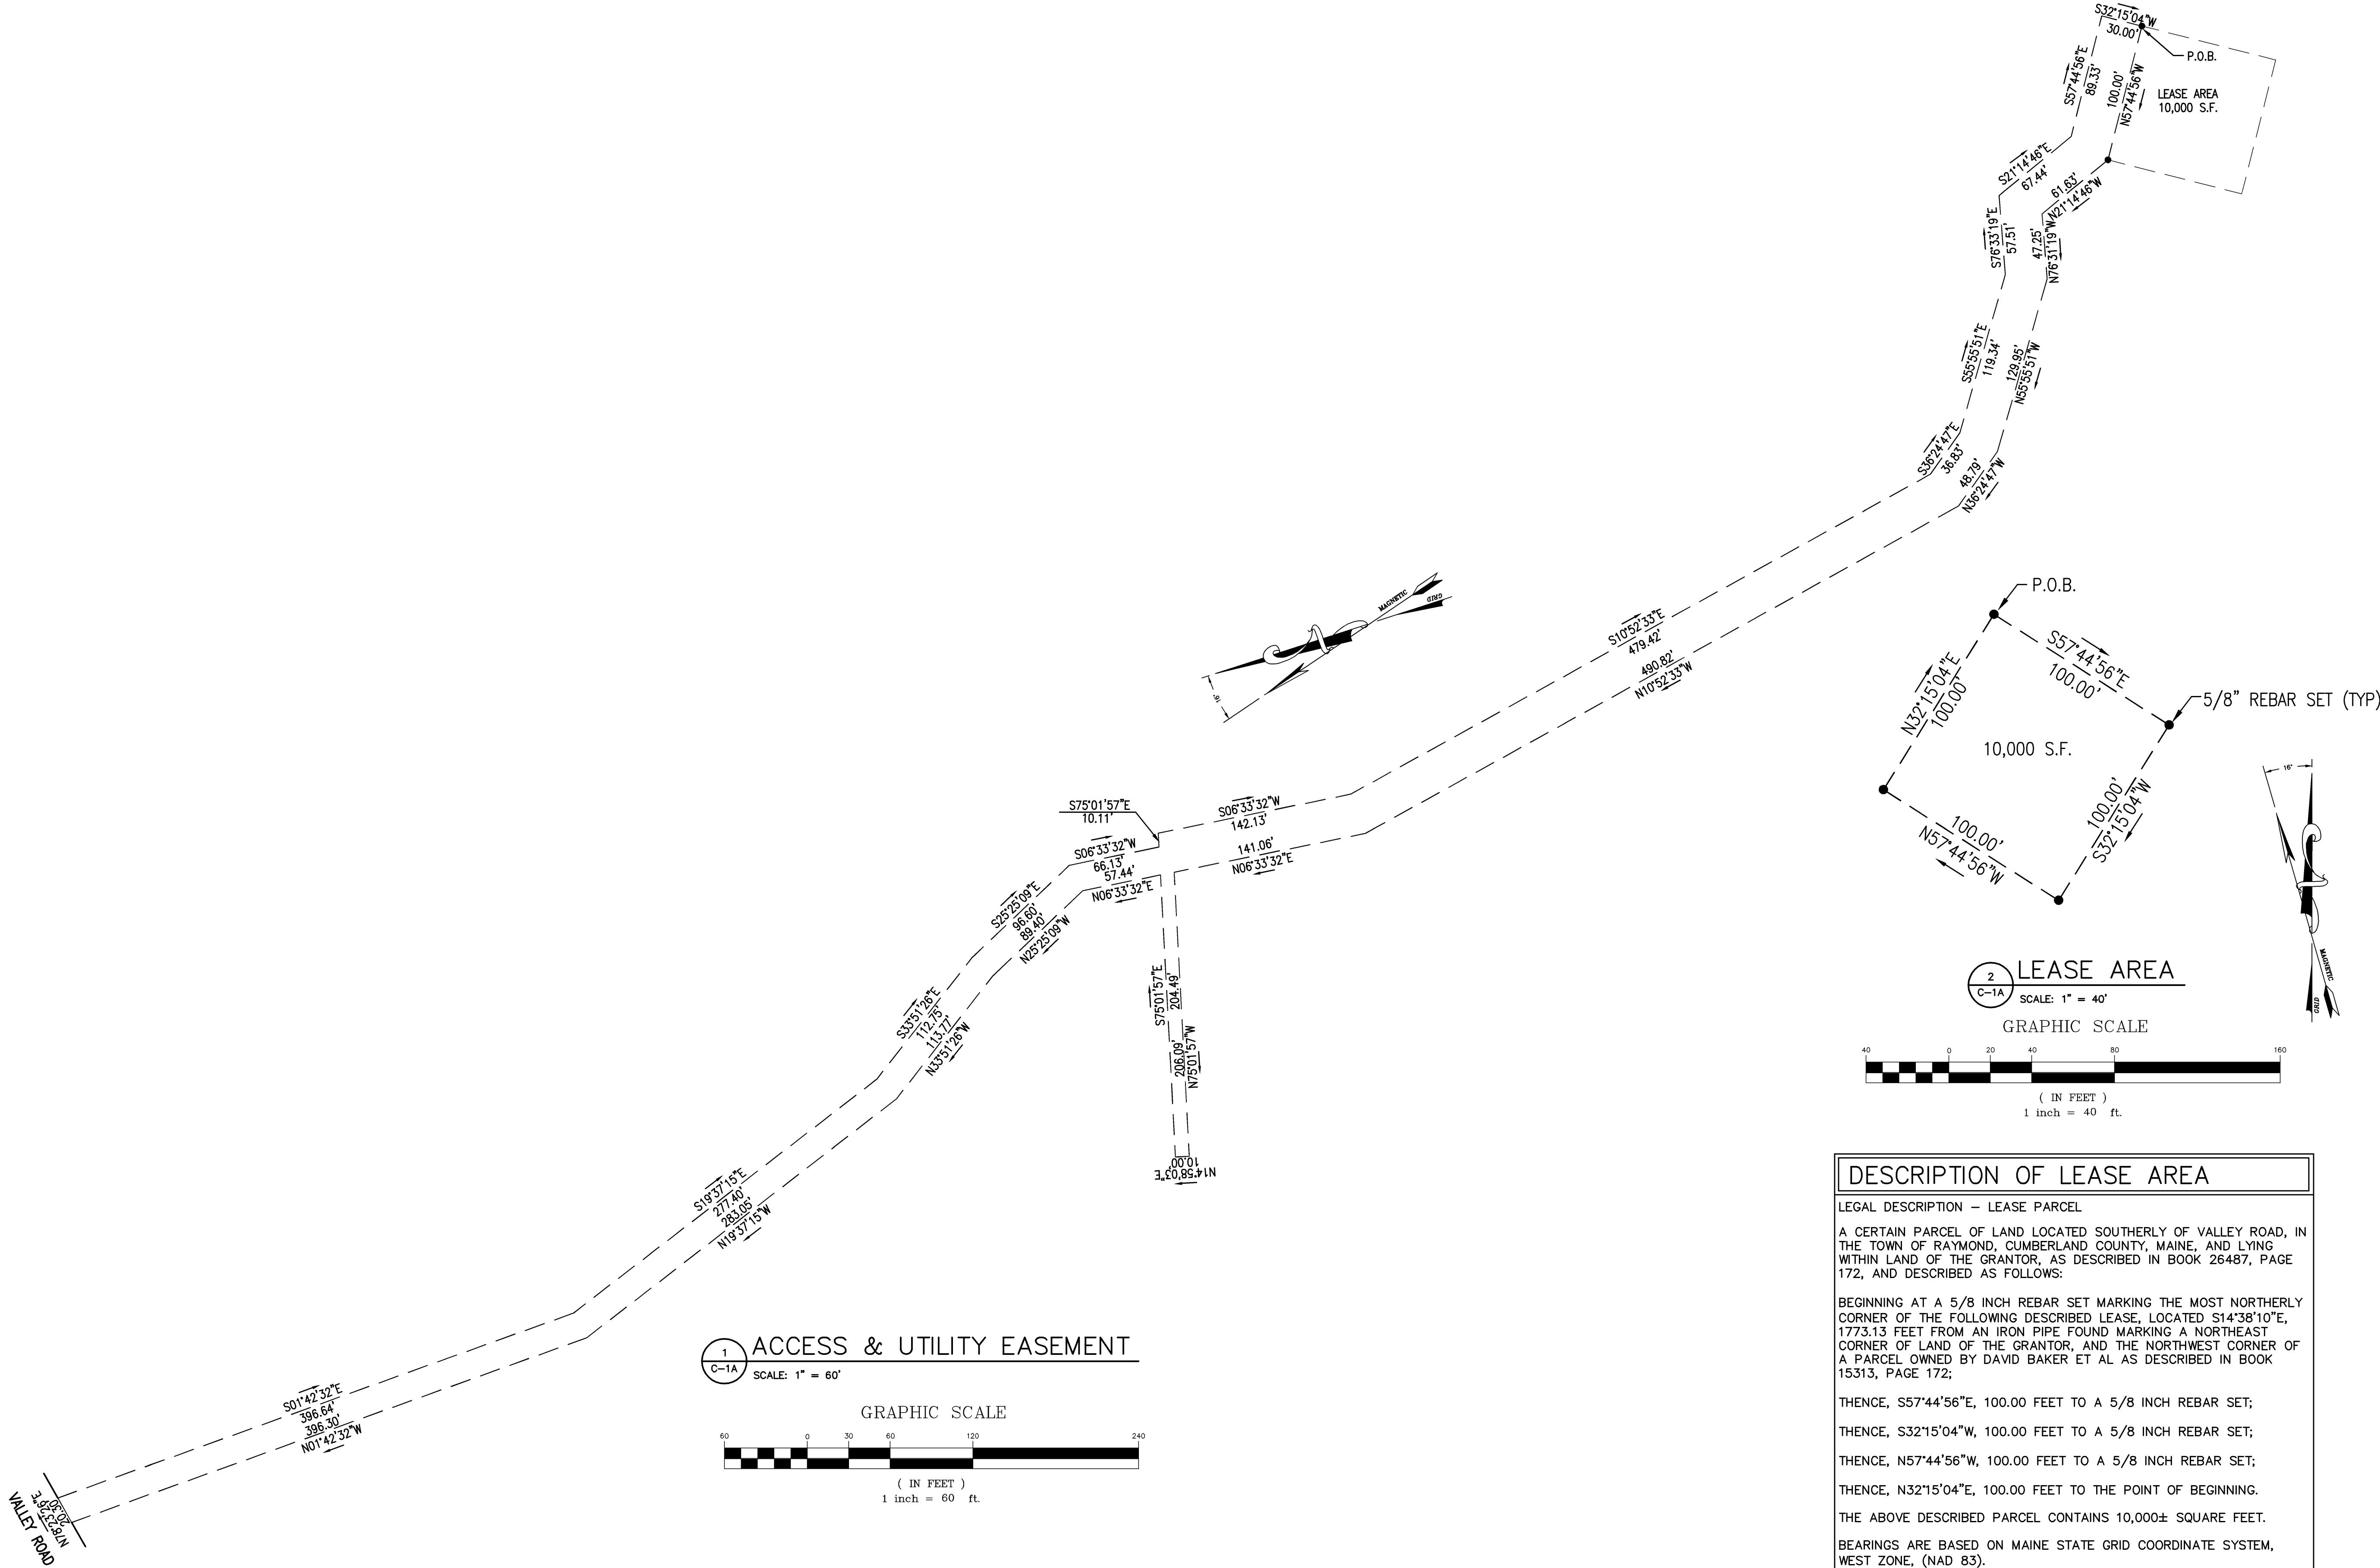 S32°15'04"W
30.00'
P.O.B.
S57°44'56"E
89.33'
100.00'
N57°44'56"W
LEASE AREA
10,000 S.F.
S21°14'46"E
67.44'
61.63'
N21°14'46"W
S76°33'19"E
57.51'
47.25'
N76°31'19"W
S55°55'51"E
119.34'
129.95'
N55°55'51"W
S36°24'47"E
36.83'
48.79'
N36°24'47"W
MAGNETIC
GRID
16°
S10°52'33"E
479.42'
490.82'
N10°52'33"W
S75°01'57"E
10.11'
S06°33'32"W
142.13'
141.06'
N06°33'32"E
S06°33'32"W
66.13'
57.44'
N06°33'32"E
S25°25'09"E
96.60'
89.40'
N25°25'09"W
S33°51'26"E
112.75'
113.77'
N33°51'26"W
S75°01'57"E
204.49'
206.09'
N75°01'57"W
10.00'
N14°58'03"E
S19°37'15"E
277.40'
283.05'
N19°37'15"W
S01°42'32"E
396.64'
396.30'
N01°42'32"W
N78°23'26"E
20.30'
VALLEY ROAD
1
C-1A
ACCESS & UTILITY EASEMENT
SCALE: 1" = 60'
GRAPHIC SCALE
60 0 30 60 120 240
( IN FEET )
1 inch = 60 ft.
P.O.B.
S57°44'56"E
100.00'
5/8" REBAR SET (TYP)
N32°15'04"E
100.00'
10,000 S.F.
100.00'
S32°15'04"W
100.00'
N57°44'56"W
16°
MAGNETIC
GRID
2
C-1A
LEASE AREA
SCALE: 1" = 40'
GRAPHIC SCALE
40 0 20 40 80 160
( IN FEET )
1 inch = 40 ft.
DESCRIPTION OF LEASE AREA
LEGAL DESCRIPTION – LEASE PARCEL
A CERTAIN PARCEL OF LAND LOCATED SOUTHERLY OF VALLEY ROAD, IN
THE TOWN OF RAYMOND, CUMBERLAND COUNTY, MAINE, AND LYING
WITHIN LAND OF THE GRANTOR, AS DESCRIBED IN BOOK 26487, PAGE
172, AND DESCRIBED AS FOLLOWS:
BEGINNING AT A 5/8 INCH REBAR SET MARKING THE MOST NORTHERLY
CORNER OF THE FOLLOWING DESCRIBED LEASE, LOCATED S14°38'10"E,
1773.13 FEET FROM AN IRON PIPE FOUND MARKING A NORTHEAST
CORNER OF LAND OF THE GRANTOR, AND THE NORTHWEST CORNER OF
A PARCEL OWNED BY DAVID BAKER ET AL AS DESCRIBED IN BOOK
15313, PAGE 172;
THENCE, S57°44'56"E, 100.00 FEET TO A 5/8 INCH REBAR SET;
THENCE, S32°15'04"W, 100.00 FEET TO A 5/8 INCH REBAR SET;
THENCE, N57°44'56"W, 100.00 FEET TO A 5/8 INCH REBAR SET;
THENCE, N32°15'04"E, 100.00 FEET TO THE POINT OF BEGINNING.
THE ABOVE DESCRIBED PARCEL CONTAINS 10,000± SQUARE FEET.
BEARINGS ARE BASED ON MAINE STATE GRID COORDINATE SYSTEM,
WEST ZONE, (NAD 83).